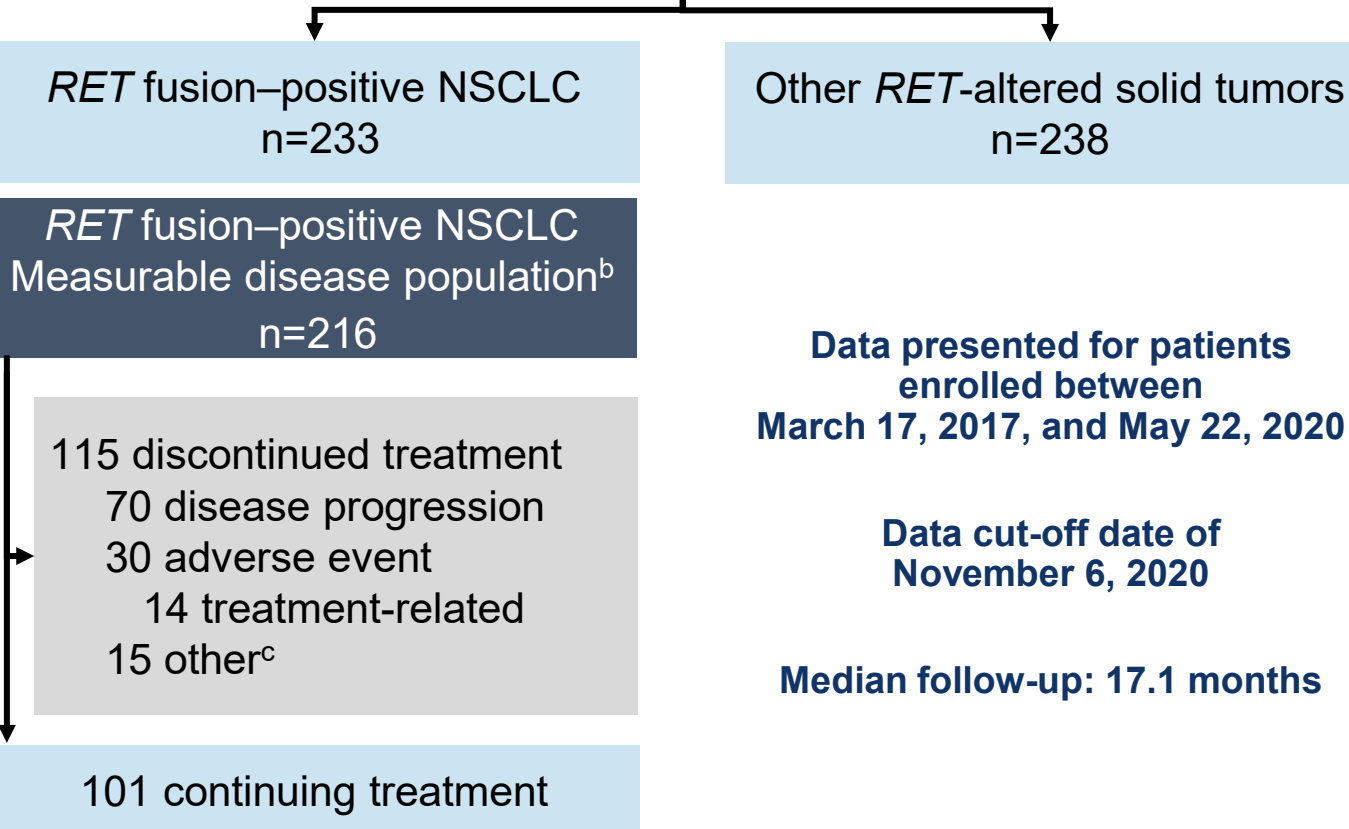 RET fusion–positive NSCLC
n=233
Other RET-altered solid tumors
n=238
RET fusion–positive NSCLC
Measurable disease populationᵇ
n=216
115 discontinued treatment
70 disease progression
30 adverse event
14 treatment-related
15 otherᶜ
101 continuing treatment
Data presented for patients
enrolled between
March 17, 2017, and May 22, 2020
Data cut-off date of
November 6, 2020
Median follow-up: 17.1 months